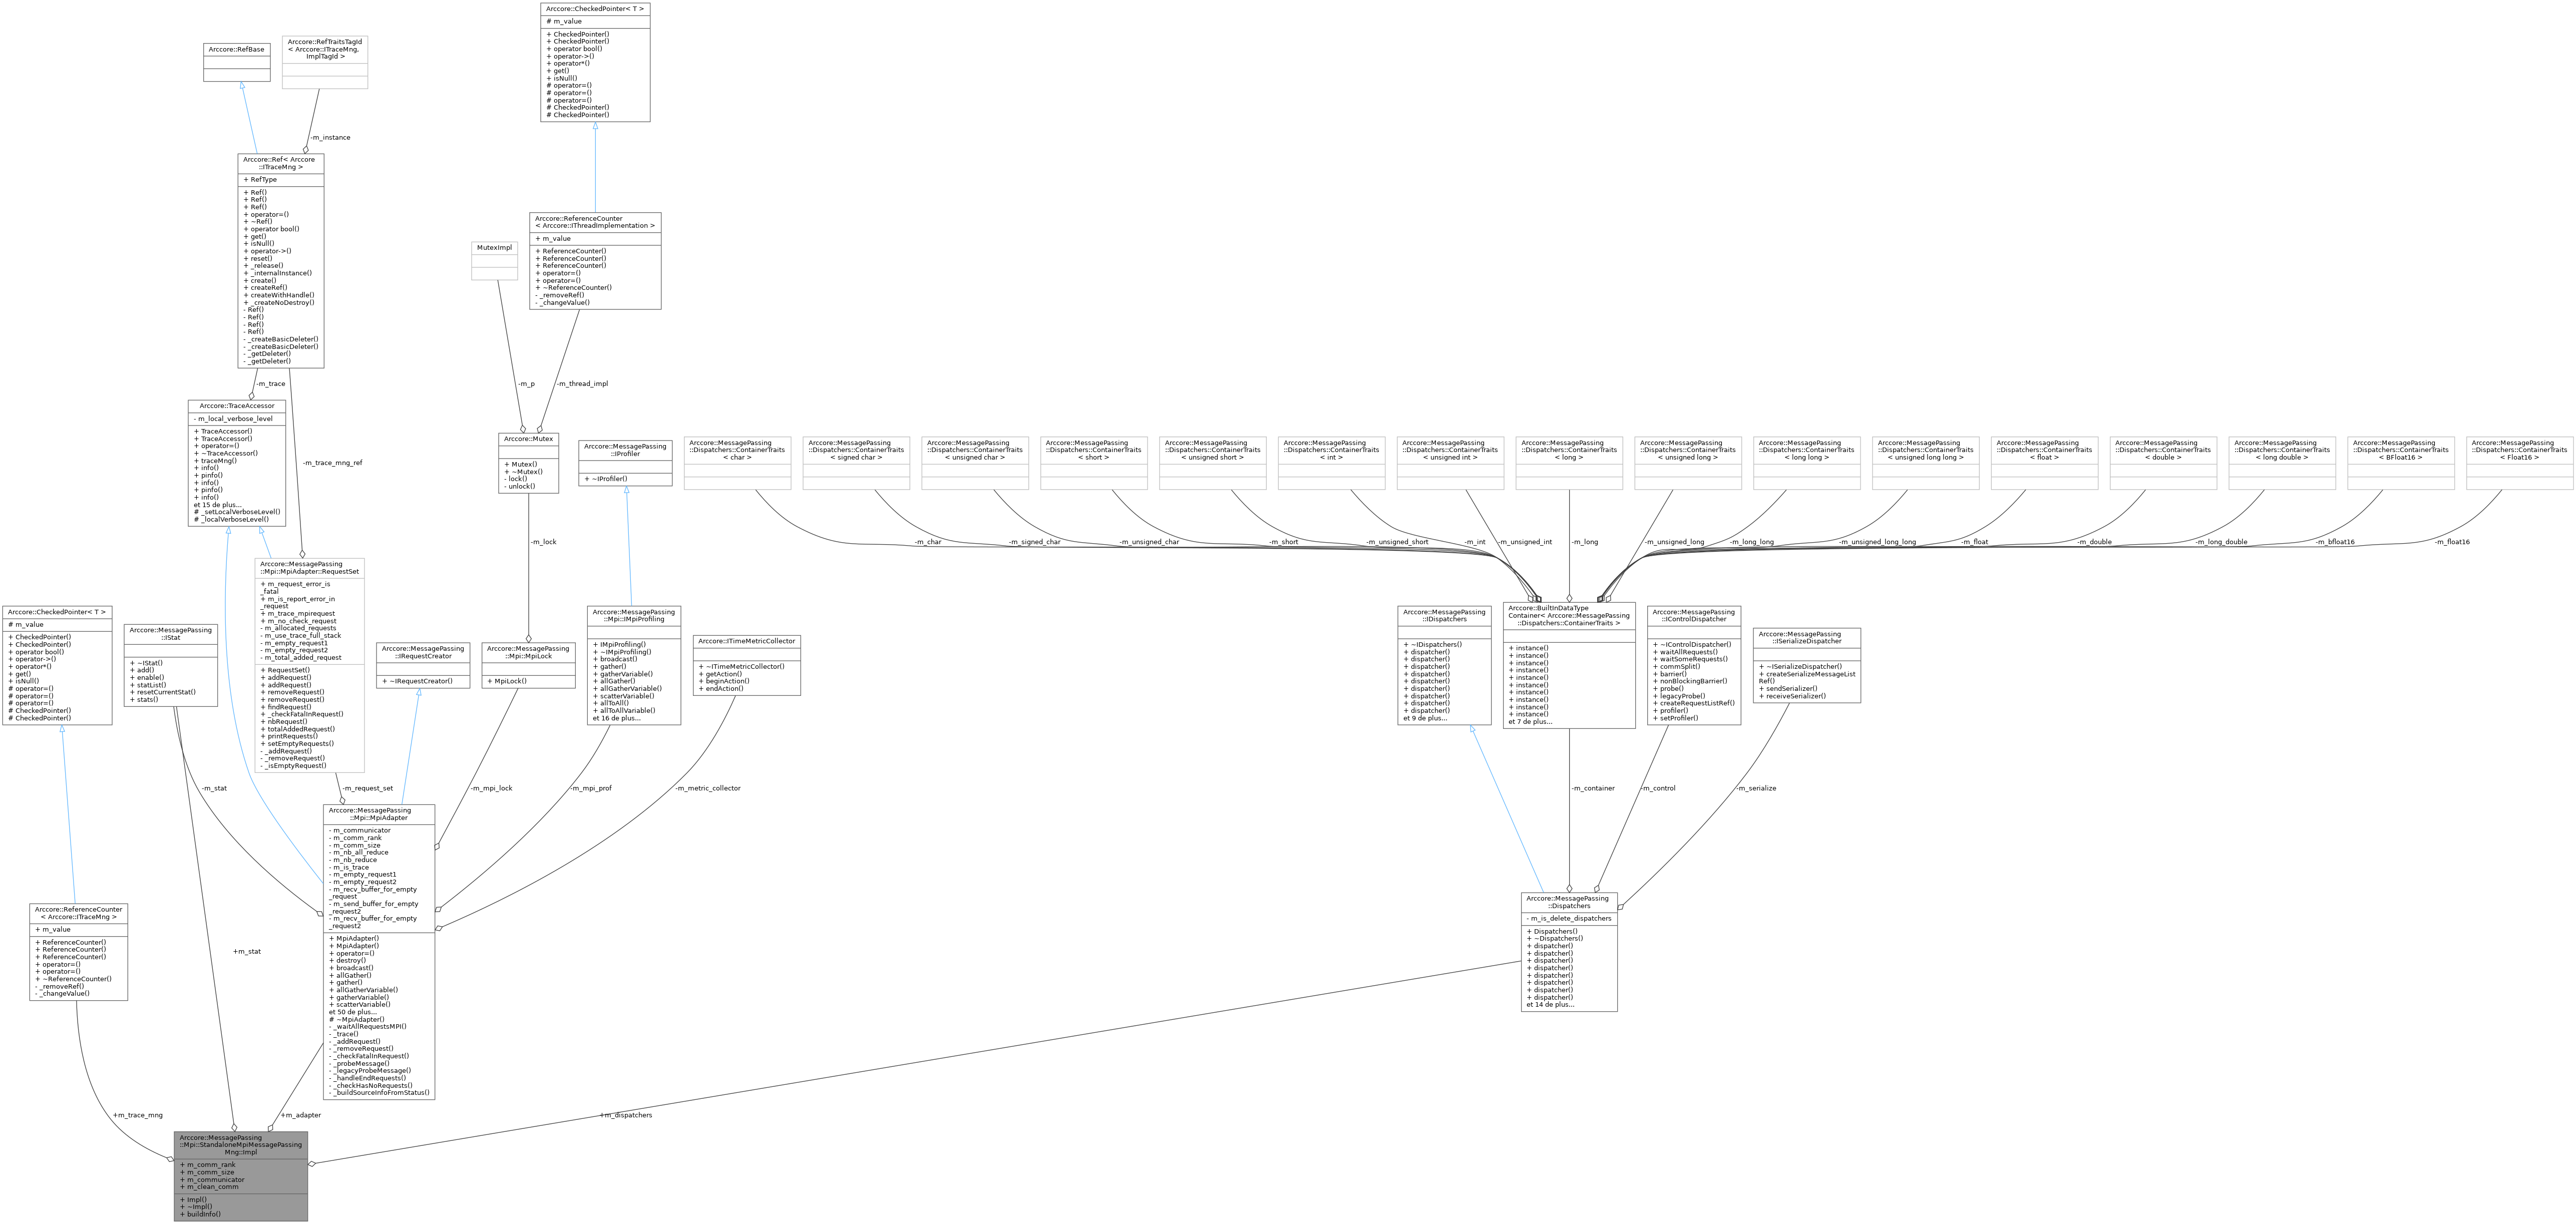 Arccore::CheckedPointer< T >
# m_value
+ CheckedPointer()
+ CheckedPointer()
+ operator bool()
+ operator->()
+ operator*()
+ get()
+ isNull()
# operator=()
# operator=()
# operator=()
# CheckedPointer()
# CheckedPointer()
Arccore::RefBase
Arccore::RefTraitsTagId
< Arccore::ITraceMng,
ImplTagId >
-m_instance
Arccore::Ref< Arccore
::ITraceMng >
+ RefType
+ Ref()
+ Ref()
+ Ref()
+ operator=()
+ ~Ref()
+ operator bool()
+ get()
+ isNull()
+ operator->()
+ reset()
+ _release()
+ _internalInstance()
+ create()
+ createRef()
+ createWithHandle()
+ _createNoDestroy()
- Ref()
- Ref()
- Ref()
- Ref()
- _createBasicDeleter()
- _createBasicDeleter()
- _getDeleter()
- _getDeleter()
MutexImpl
Arccore::ReferenceCounter
< Arccore::IThreadImplementation >
+ m_value
+ ReferenceCounter()
+ ReferenceCounter()
+ ReferenceCounter()
+ operator=()
+ operator=()
+ ~ReferenceCounter()
- _removeRef()
- _changeValue()
-m_trace
-m_p
-m_thread_impl
Arccore::TraceAccessor
- m_local_verbose_level
+ TraceAccessor()
+ TraceAccessor()
+ operator=()
+ ~TraceAccessor()
+ traceMng()
+ info()
+ pinfo()
+ info()
+ pinfo()
+ info()
et 15 de plus...
# _setLocalVerboseLevel()
# _localVerboseLevel()
-m_trace_mng_ref
Arccore::Mutex
+ Mutex()
+ ~Mutex()
- lock()
- unlock()
Arccore::MessagePassing
::IProfiler
+ ~IProfiler()
Arccore::MessagePassing
::Dispatchers::ContainerTraits
< char >
Arccore::MessagePassing
::Dispatchers::ContainerTraits
< signed char >
Arccore::MessagePassing
::Dispatchers::ContainerTraits
< unsigned char >
Arccore::MessagePassing
::Dispatchers::ContainerTraits
< short >
Arccore::MessagePassing
::Dispatchers::ContainerTraits
< unsigned short >
Arccore::MessagePassing
::Dispatchers::ContainerTraits
< int >
Arccore::MessagePassing
::Dispatchers::ContainerTraits
< unsigned int >
Arccore::MessagePassing
::Dispatchers::ContainerTraits
< long >
Arccore::MessagePassing
::Dispatchers::ContainerTraits
< unsigned long >
Arccore::MessagePassing
::Dispatchers::ContainerTraits
< long long >
Arccore::MessagePassing
::Dispatchers::ContainerTraits
< unsigned long long >
Arccore::MessagePassing
::Dispatchers::ContainerTraits
< float >
Arccore::MessagePassing
::Dispatchers::ContainerTraits
< double >
Arccore::MessagePassing
::Dispatchers::ContainerTraits
< long double >
Arccore::MessagePassing
::Dispatchers::ContainerTraits
< BFloat16 >
Arccore::MessagePassing
::Dispatchers::ContainerTraits
< Float16 >
-m_lock
-m_char
-m_signed_char
-m_unsigned_char
-m_short
-m_unsigned_short
-m_int
-m_unsigned_int
-m_long
-m_unsigned_long
-m_long_long
-m_unsigned_long_long
-m_float
-m_double
-m_long_double
-m_bfloat16
-m_float16
Arccore::MessagePassing
::Mpi::MpiAdapter::RequestSet
+ m_request_error_is
_fatal
+ m_is_report_error_in
_request
+ m_trace_mpirequest
+ m_no_check_request
- m_allocated_requests
- m_use_trace_full_stack
- m_empty_request1
- m_empty_request2
- m_total_added_request
+ RequestSet()
+ addRequest()
+ addRequest()
+ removeRequest()
+ removeRequest()
+ findRequest()
+ _checkFatalInRequest()
+ nbRequest()
+ totalAddedRequest()
+ printRequests()
+ setEmptyRequests()
- _addRequest()
- _removeRequest()
- _isEmptyRequest()
Arccore::CheckedPointer< T >
# m_value
+ CheckedPointer()
+ CheckedPointer()
+ operator bool()
+ operator->()
+ operator*()
+ get()
+ isNull()
# operator=()
# operator=()
# operator=()
# CheckedPointer()
# CheckedPointer()
Arccore::MessagePassing
::IStat
+ ~IStat()
+ add()
+ enable()
+ statList()
+ resetCurrentStat()
+ stats()
Arccore::MessagePassing
::IRequestCreator
+ ~IRequestCreator()
Arccore::MessagePassing
::Mpi::MpiLock
+ MpiLock()
Arccore::MessagePassing
::Mpi::IMpiProfiling
+ IMpiProfiling()
+ ~IMpiProfiling()
+ broadcast()
+ gather()
+ gatherVariable()
+ allGather()
+ allGatherVariable()
+ scatterVariable()
+ allToAll()
+ allToAllVariable()
et 16 de plus...
Arccore::ITimeMetricCollector
+ ~ITimeMetricCollector()
+ getAction()
+ beginAction()
+ endAction()
Arccore::MessagePassing
::IDispatchers
+ ~IDispatchers()
+ dispatcher()
+ dispatcher()
+ dispatcher()
+ dispatcher()
+ dispatcher()
+ dispatcher()
+ dispatcher()
+ dispatcher()
+ dispatcher()
et 9 de plus...
Arccore::BuiltInDataType
Container< Arccore::MessagePassing
::Dispatchers::ContainerTraits >
+ instance()
+ instance()
+ instance()
+ instance()
+ instance()
+ instance()
+ instance()
+ instance()
+ instance()
+ instance()
et 7 de plus...
Arccore::MessagePassing
::IControlDispatcher
+ ~IControlDispatcher()
+ waitAllRequests()
+ waitSomeRequests()
+ commSplit()
+ barrier()
+ nonBlockingBarrier()
+ probe()
+ legacyProbe()
+ createRequestListRef()
+ profiler()
+ setProfiler()
Arccore::MessagePassing
::ISerializeDispatcher
+ ~ISerializeDispatcher()
+ createSerializeMessageList
Ref()
+ sendSerializer()
+ receiveSerializer()
-m_stat
-m_request_set
-m_mpi_lock
-m_mpi_prof
-m_metric_collector
-m_container
-m_control
-m_serialize
Arccore::MessagePassing
::Mpi::MpiAdapter
- m_communicator
- m_comm_rank
- m_comm_size
- m_nb_all_reduce
- m_nb_reduce
- m_is_trace
- m_empty_request1
- m_empty_request2
- m_recv_buffer_for_empty
_request
- m_send_buffer_for_empty
_request2
- m_recv_buffer_for_empty
_request2
+ MpiAdapter()
+ MpiAdapter()
+ operator=()
+ destroy()
+ broadcast()
+ allGather()
+ gather()
+ allGatherVariable()
+ gatherVariable()
+ scatterVariable()
et 50 de plus...
# ~MpiAdapter()
- _waitAllRequestsMPI()
- _trace()
- _addRequest()
- _removeRequest()
- _checkFatalInRequest()
- _probeMessage()
- _legacyProbeMessage()
- _handleEndRequests()
- _checkHasNoRequests()
- _buildSourceInfoFromStatus()
Arccore::ReferenceCounter
< Arccore::ITraceMng >
+ m_value
+ ReferenceCounter()
+ ReferenceCounter()
+ ReferenceCounter()
+ operator=()
+ operator=()
+ ~ReferenceCounter()
- _removeRef()
- _changeValue()
Arccore::MessagePassing
::Dispatchers
- m_is_delete_dispatchers
+ Dispatchers()
+ ~Dispatchers()
+ dispatcher()
+ dispatcher()
+ dispatcher()
+ dispatcher()
+ dispatcher()
+ dispatcher()
+ dispatcher()
+ dispatcher()
et 14 de plus...
+m_stat
+m_trace_mng
+m_adapter
+m_dispatchers
Arccore::MessagePassing
::Mpi::StandaloneMpiMessagePassing
Mng::Impl
+ m_comm_rank
+ m_comm_size
+ m_communicator
+ m_clean_comm
+ Impl()
+ ~Impl()
+ buildInfo()